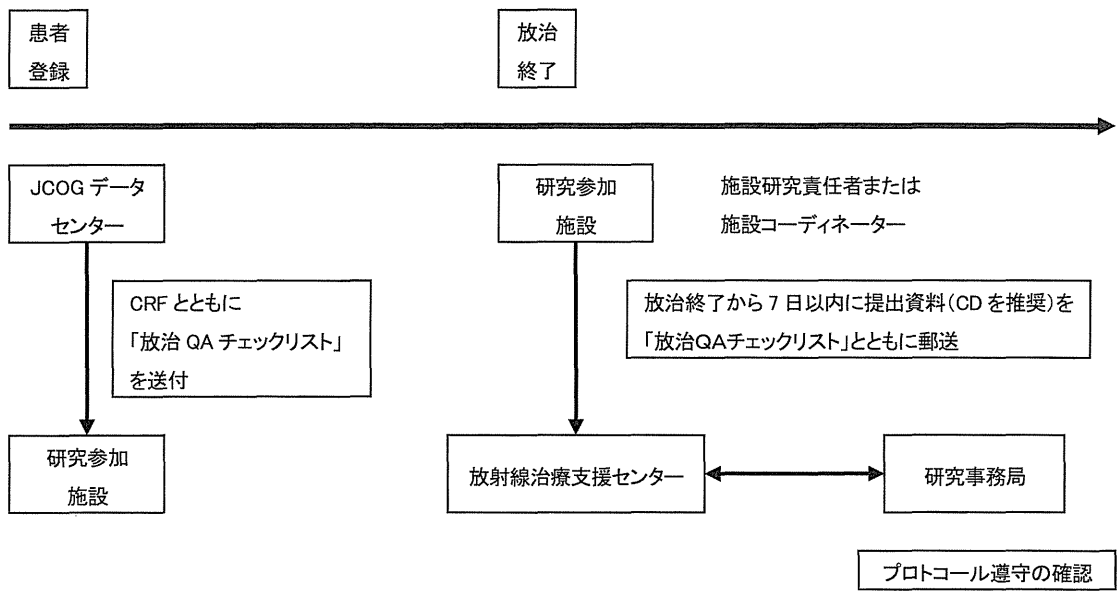 患者
登録
放治
終了
JCOG データ
センター
研究参加
施設
施設研究責任者または
施設コーディネーター
CRF とともに
「放治 QA チェックリスト」
を送付
放治終了から 7 日以内に提出資料(CD を推奨)を
「放治QAチェックリスト」とともに郵送
研究参加
施設
放射線治療支援センター
研究事務局
プロトコール遵守の確認